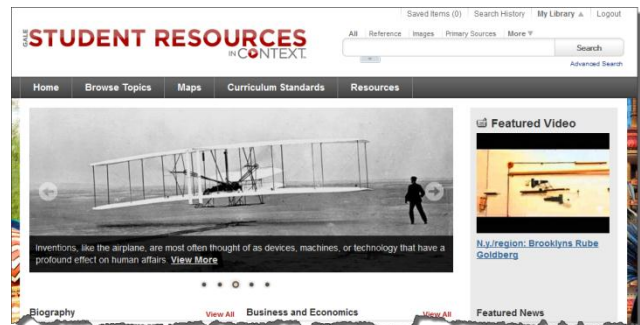 Saved Items (0) Search History My Library Logout
GALE
STUDENT RESOURCES
IN CONTEXT
All Reference Images Primary Sources More
Search
Advanced Search
Home Browse Topics Maps Curriculum Standards Resources
Inventions, like the airplane, are most often thought of as devices, machines, or technology that have a
profound effect on human affairs. View More
Featured Video
N.y./region: Brooklyns Rube
Goldberg
Biography View All Business and Economics View All Featured News